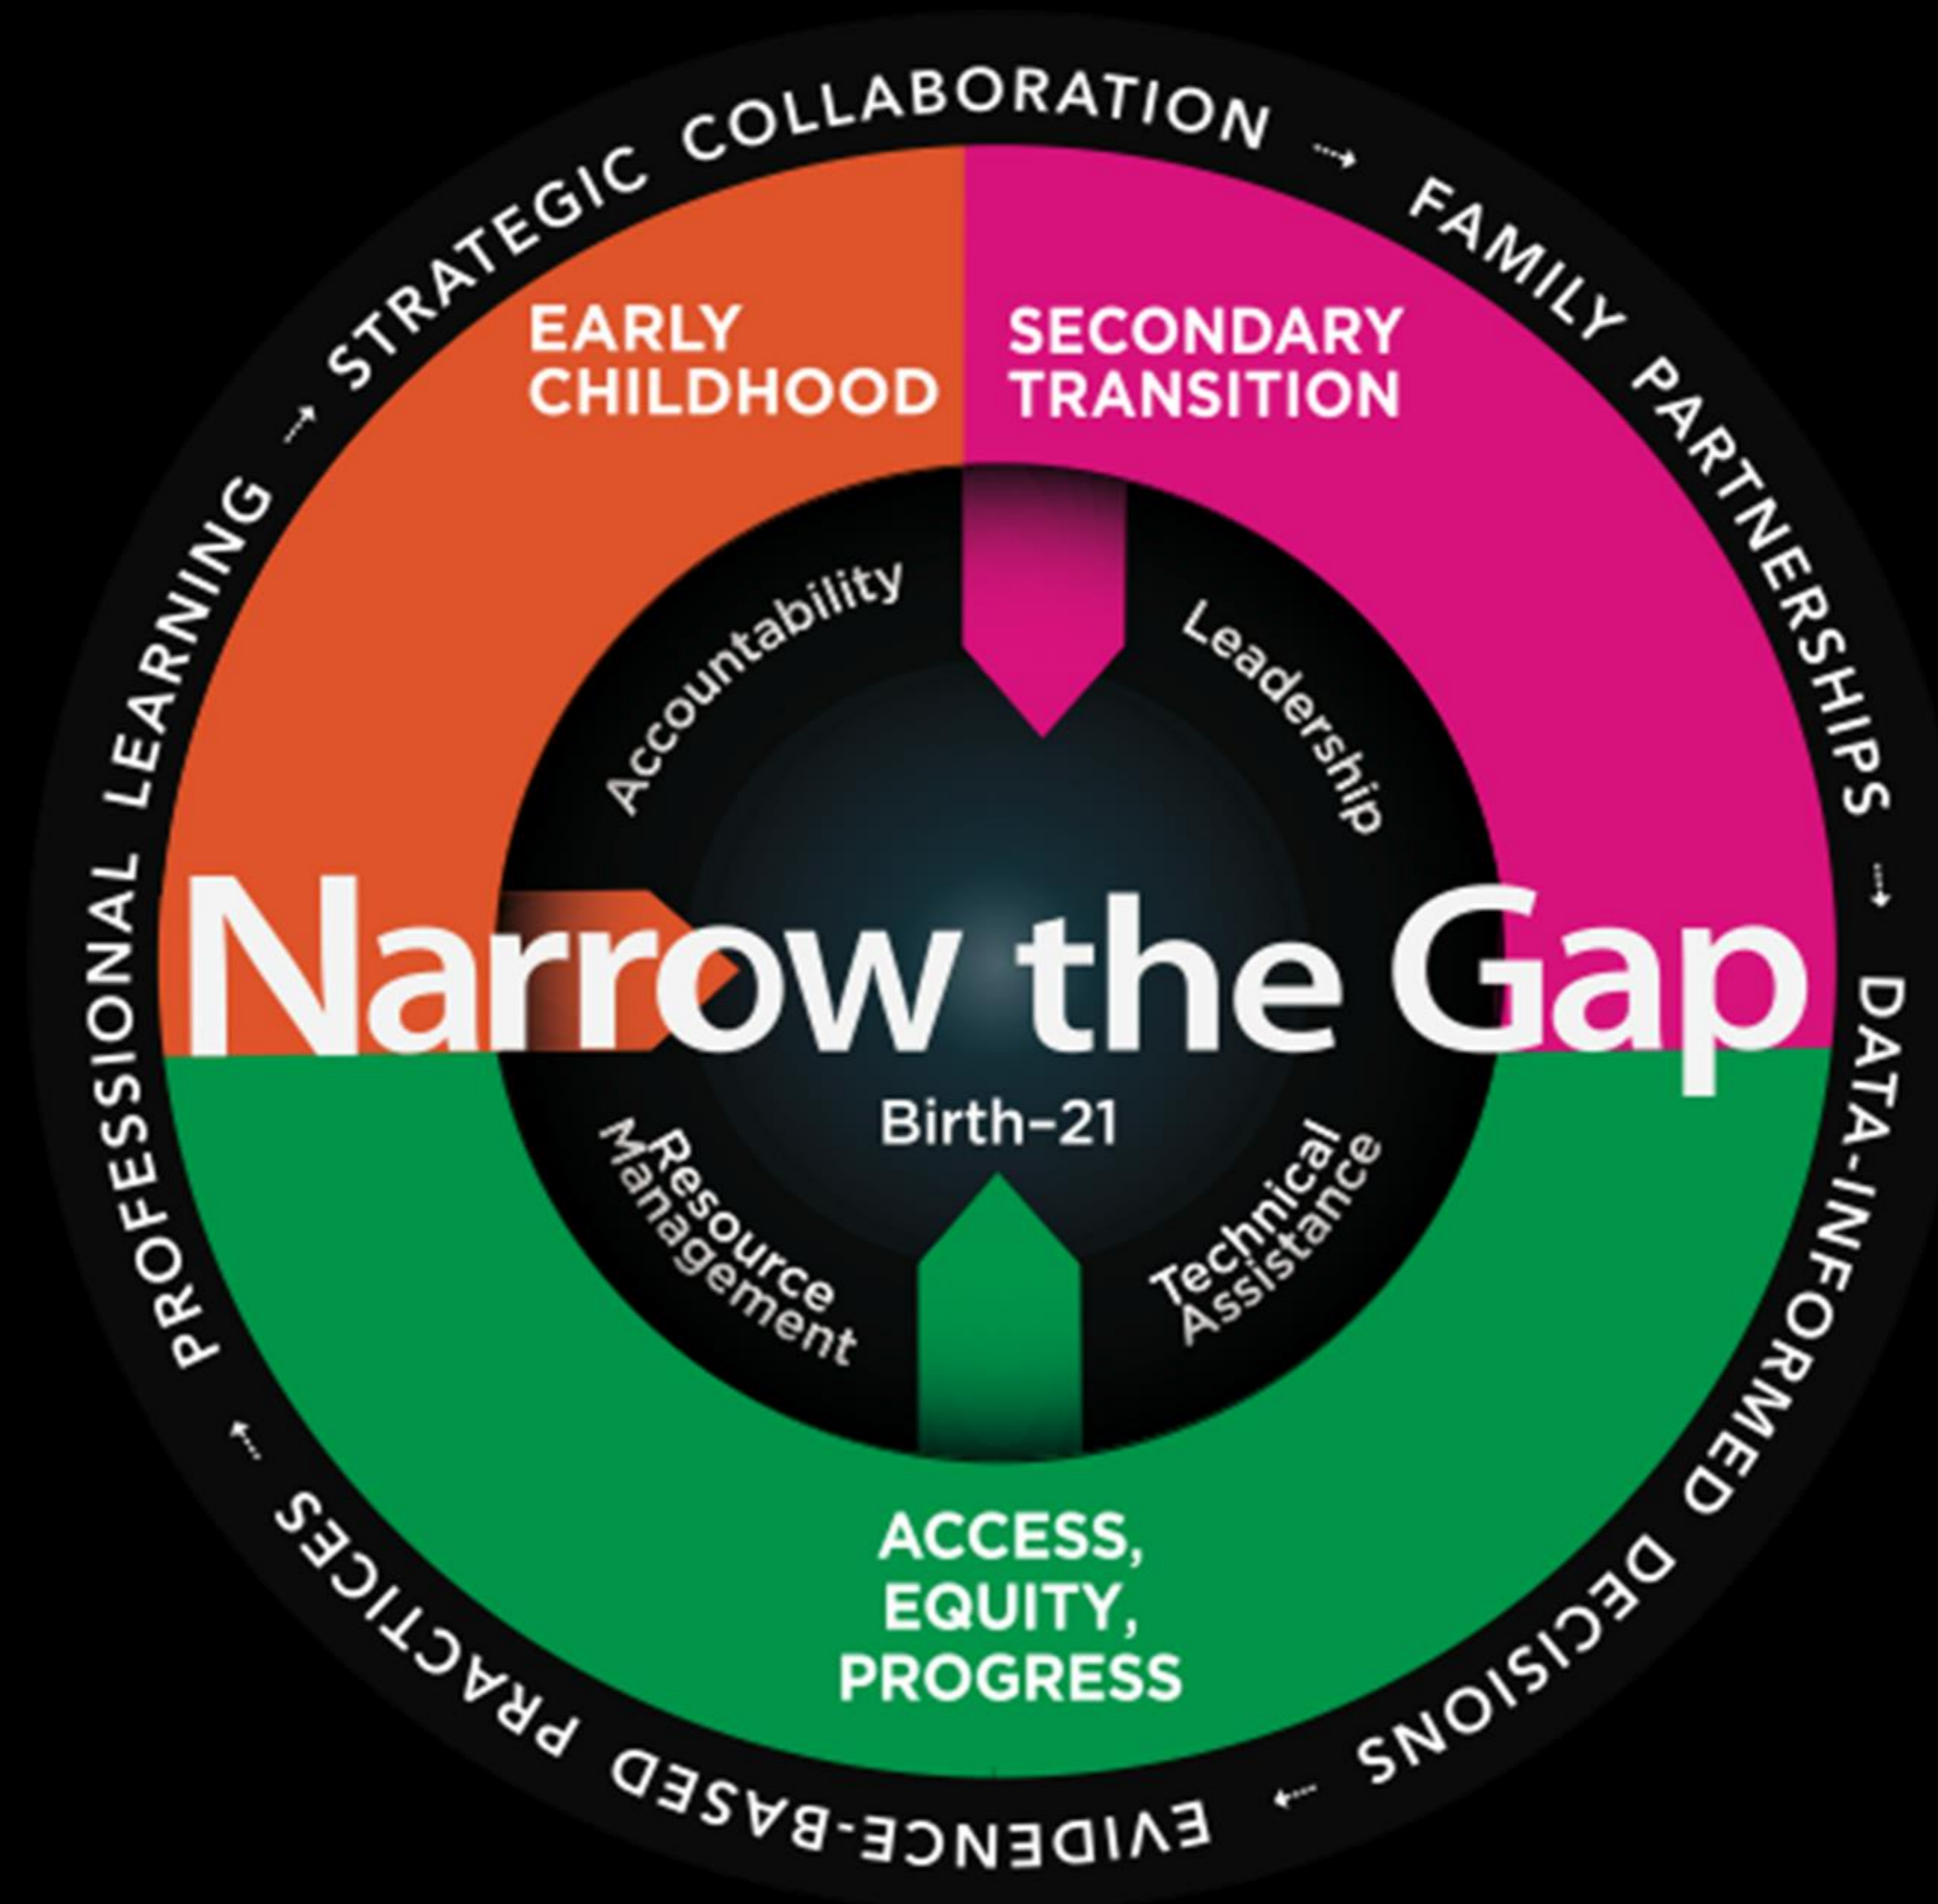 STRATEGIC COLLABORATION →
FAMILY PARTNERSHIPS →
DATA-INFORMED DECISIONS →
EVIDENCE-BASED PRACTICES →
PROFESSIONAL LEARNING →
EARLY
CHILDHOOD
SECONDARY
TRANSITION
Accountability
Leadership
Narrow the Gap
Birth–21
Resource
Management
Technical
Assistance
ACCESS,
EQUITY,
PROGRESS